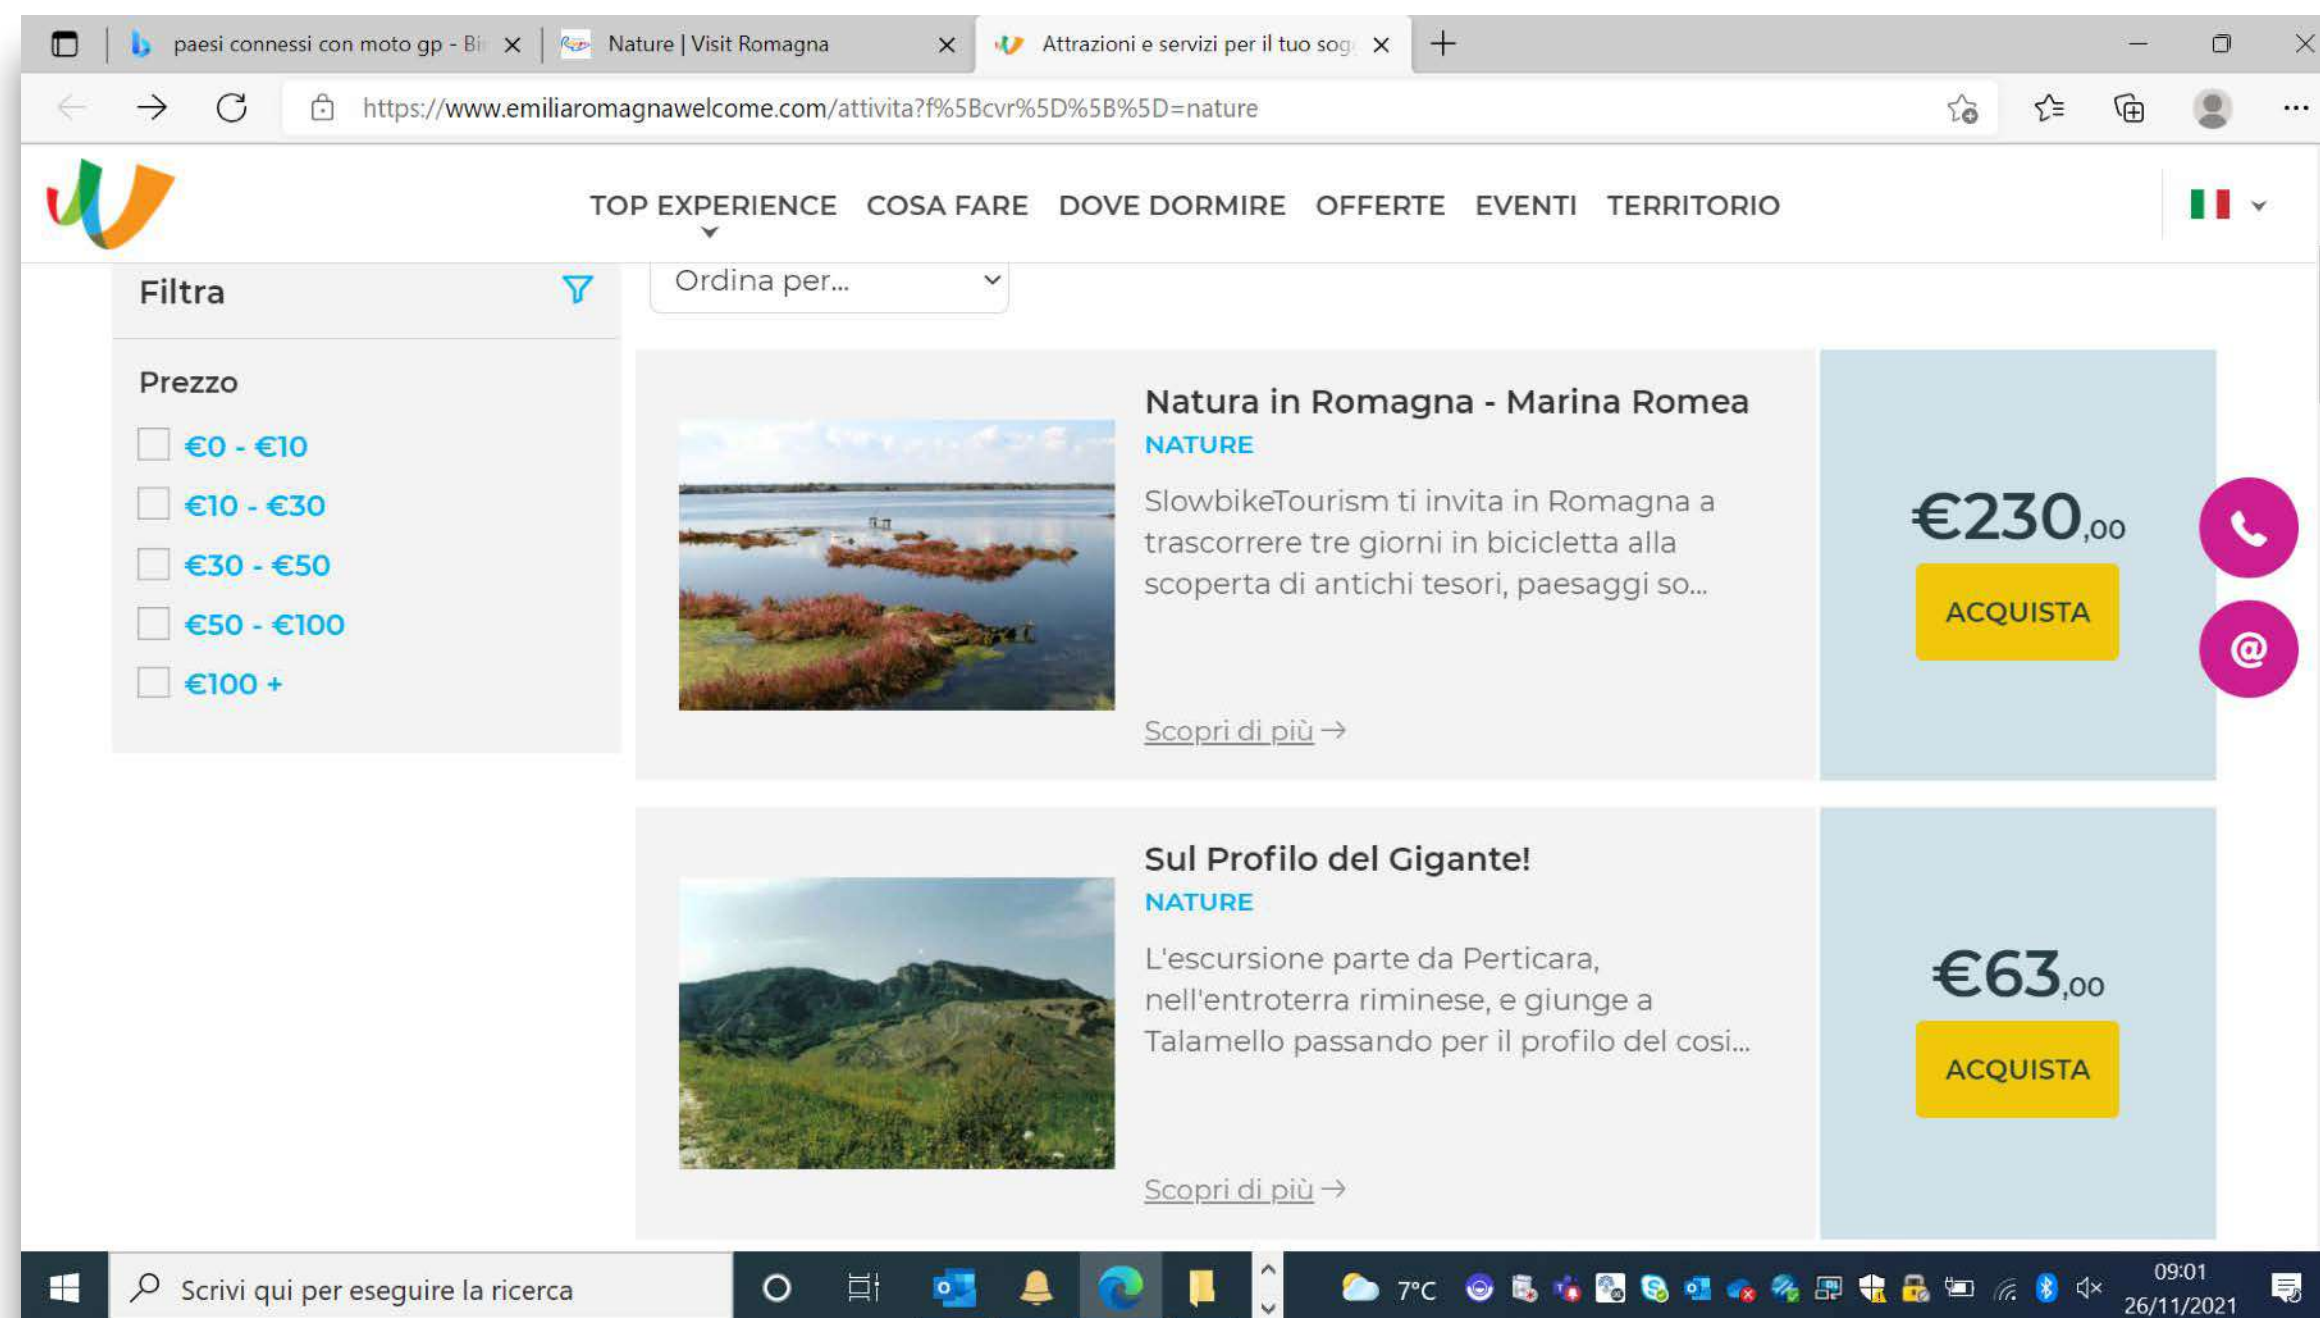 paesi connessi con moto gp - Bi
Nature | Visit Romagna
Attrazioni e servizi per il tuo sog
https://www.emiliaromagnawelcome.com/attivita?f%5Bcvr%5D%5B%5D=nature
TOP EXPERIENCE COSA FARE DOVE DORMIRE OFFERTE EVENTI TERRITORIO
Filtra
Ordina per...
Prezzo
€0 - €10
€10 - €30
€30 - €50
€50 - €100
€100 +
Natura in Romagna - Marina Romea
NATURE
SlowbikeTourism ti invita in Romagna a
trascorrere tre giorni in bicicletta alla
scoperta di antichi tesori, paesaggi so...
Scopri di più →
€230,00
ACQUISTA
@
Sul Profilo del Gigante!
NATURE
L'escursione parte da Perticara,
nell'entroterra riminese, e giunge a
Talamello passando per il profilo del cosi...
Scopri di più →
€63,00
ACQUISTA
Scrivi qui per eseguire la ricerca
7°C
09:01
26/11/2021